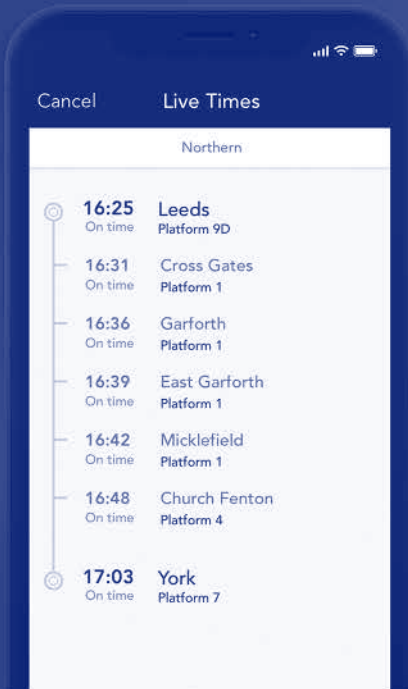 Cancel Live Times
Northern
16:25 Leeds
On time Platform 9D
16:31 Cross Gates
On time Platform 1
16:36 Garforth
On time Platform 1
16:39 East Garforth
On time Platform 1
16:42 Micklefield
On time Platform 1
16:48 Church Fenton
On time Platform 4
17:03 York
On time Platform 7